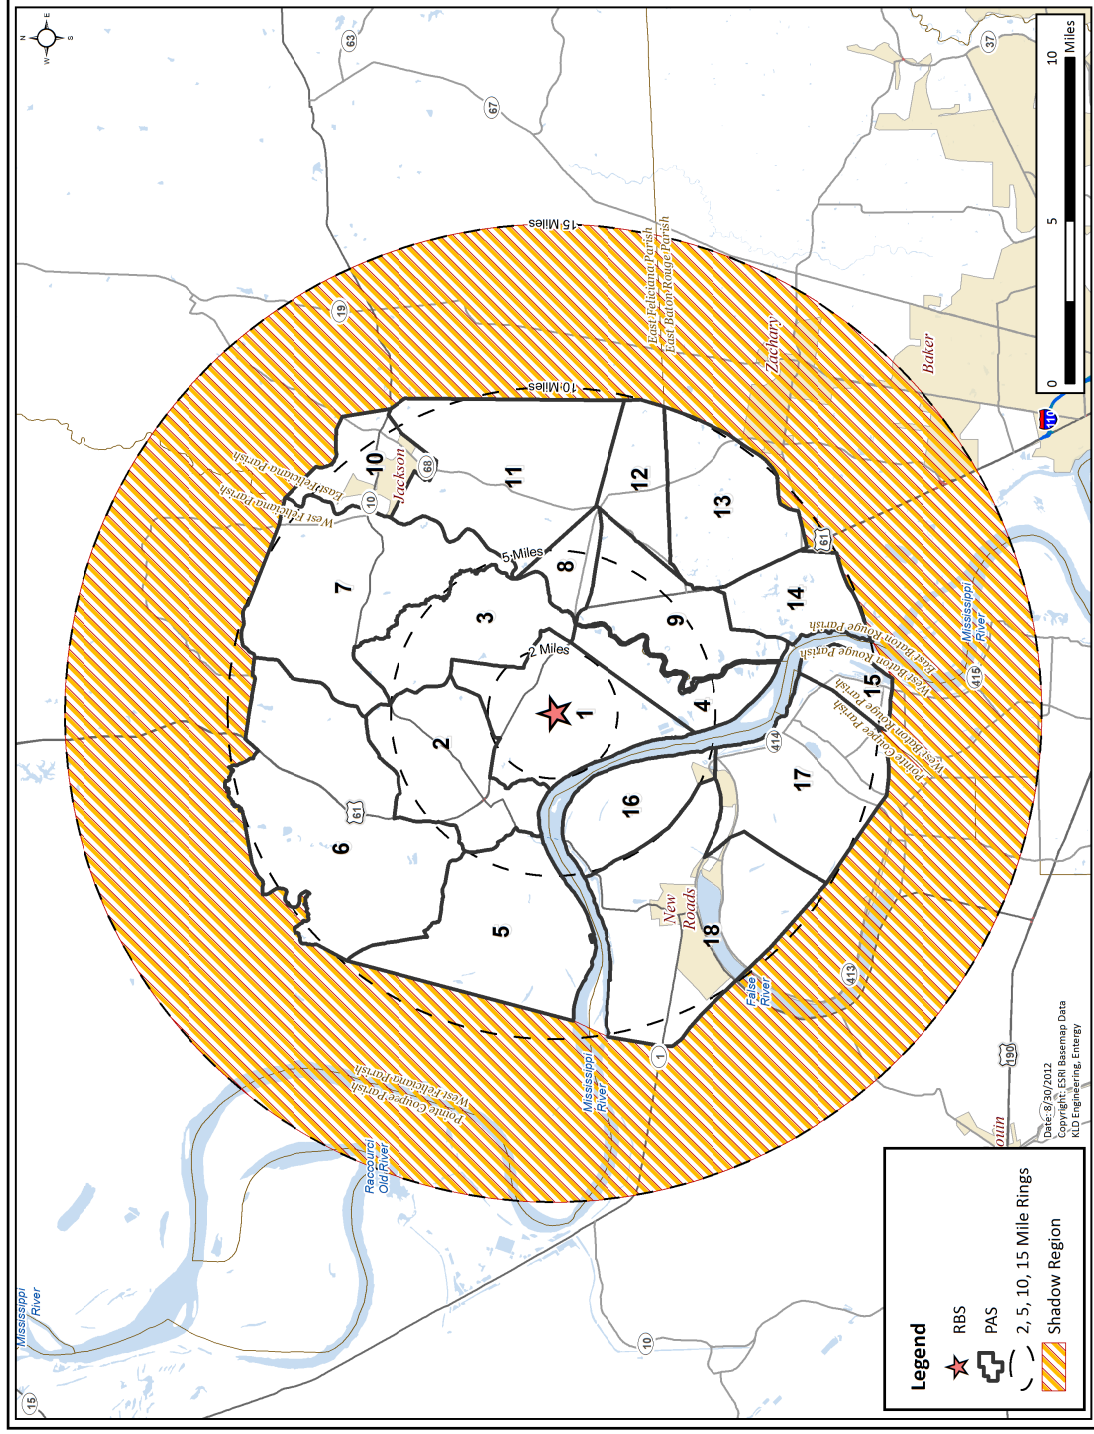 N
E
S
W
63
67
37
19
15 Miles
East Feliciana Parish
East Baton Rouge Parish
Zachary
Baker
110
10 Miles
East Feliciana Parish
West Feliciana Parish
10
Jackson
68
10
11
12
13
7
5 Miles
8
3
9
14
61
2 Miles
1
4
2
6
61
5
16
17
414
15
East Baton Rouge Parish
West Baton Rouge Parish
West Baton Rouge Parish
Pointe Coupee Parish
Mississippi
River
415
New
Roads
18
False
River
413
1
190
Mississippi
River
West Feliciana Parish
Pointe Coupee Parish
Raccourci
Old River
Mississippi
River
15
10
ouin
0
5
10
Miles
Date: 8/30/2012
Copyright: ESRI Basemap Data
KLD Engineering, Entergy
Legend
RBS
PAS
2, 5, 10, 15 Mile Rings
Shadow Region